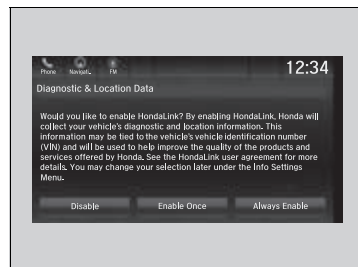 12:34
Phone Navigati.. FM
Diagnostic & Location
Data
Would you like to enable HondaLink? By enabling HondaLink, Honda will
collect your vehicle's diagnostic and location information. This
information may be tied to the vehicle's vehicle identification number
(VIN) and will be used to help improve the quality of the products and
services offered by Honda. See the HondaLink user agreement for more
details. You may change your selection later under the Info Settings
Menu.
Disable Enable Once Always Enable